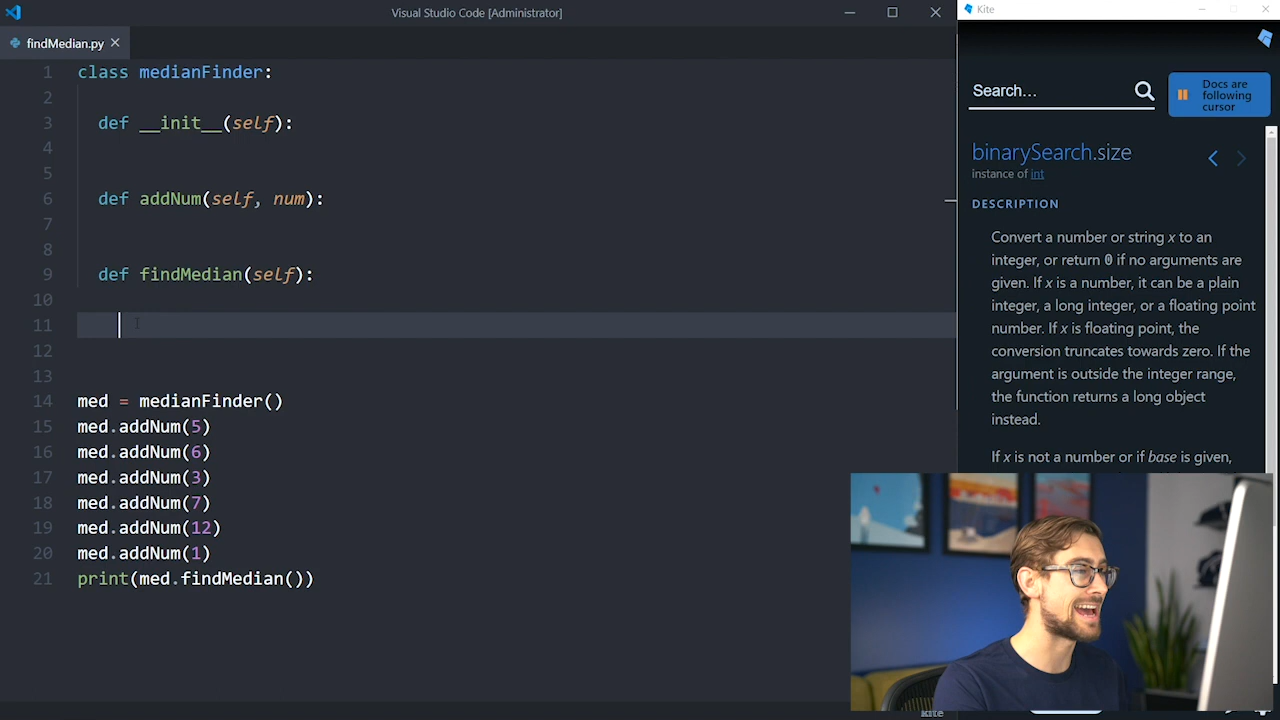 Visual Studio Code [Administrator]
findMedian.py
1 class medianFinder:
2
3 def __init__(self):
4
5
6 def addNum(self, num):
7
8
9 def findMedian(self):
10
11
12
13
14 med = medianFinder()
15 med.addNum(5)
16 med.addNum(6)
17 med.addNum(3)
18 med.addNum(7)
19 med.addNum(12)
20 med.addNum(1)
21 print(med.findMedian())
Kite
Search...
Docs are
following
cursor
binarySearch.size
instance of int
DESCRIPTION
Convert a number or string x to an
integer, or return 0 if no arguments are
given. If x is a number, it can be a plain
integer, a long integer, or a floating point
number. If x is floating point, the
conversion truncates towards zero. If the
argument is outside the integer range,
the function returns a long object
instead.
If x is not a number or if base is given,
kite